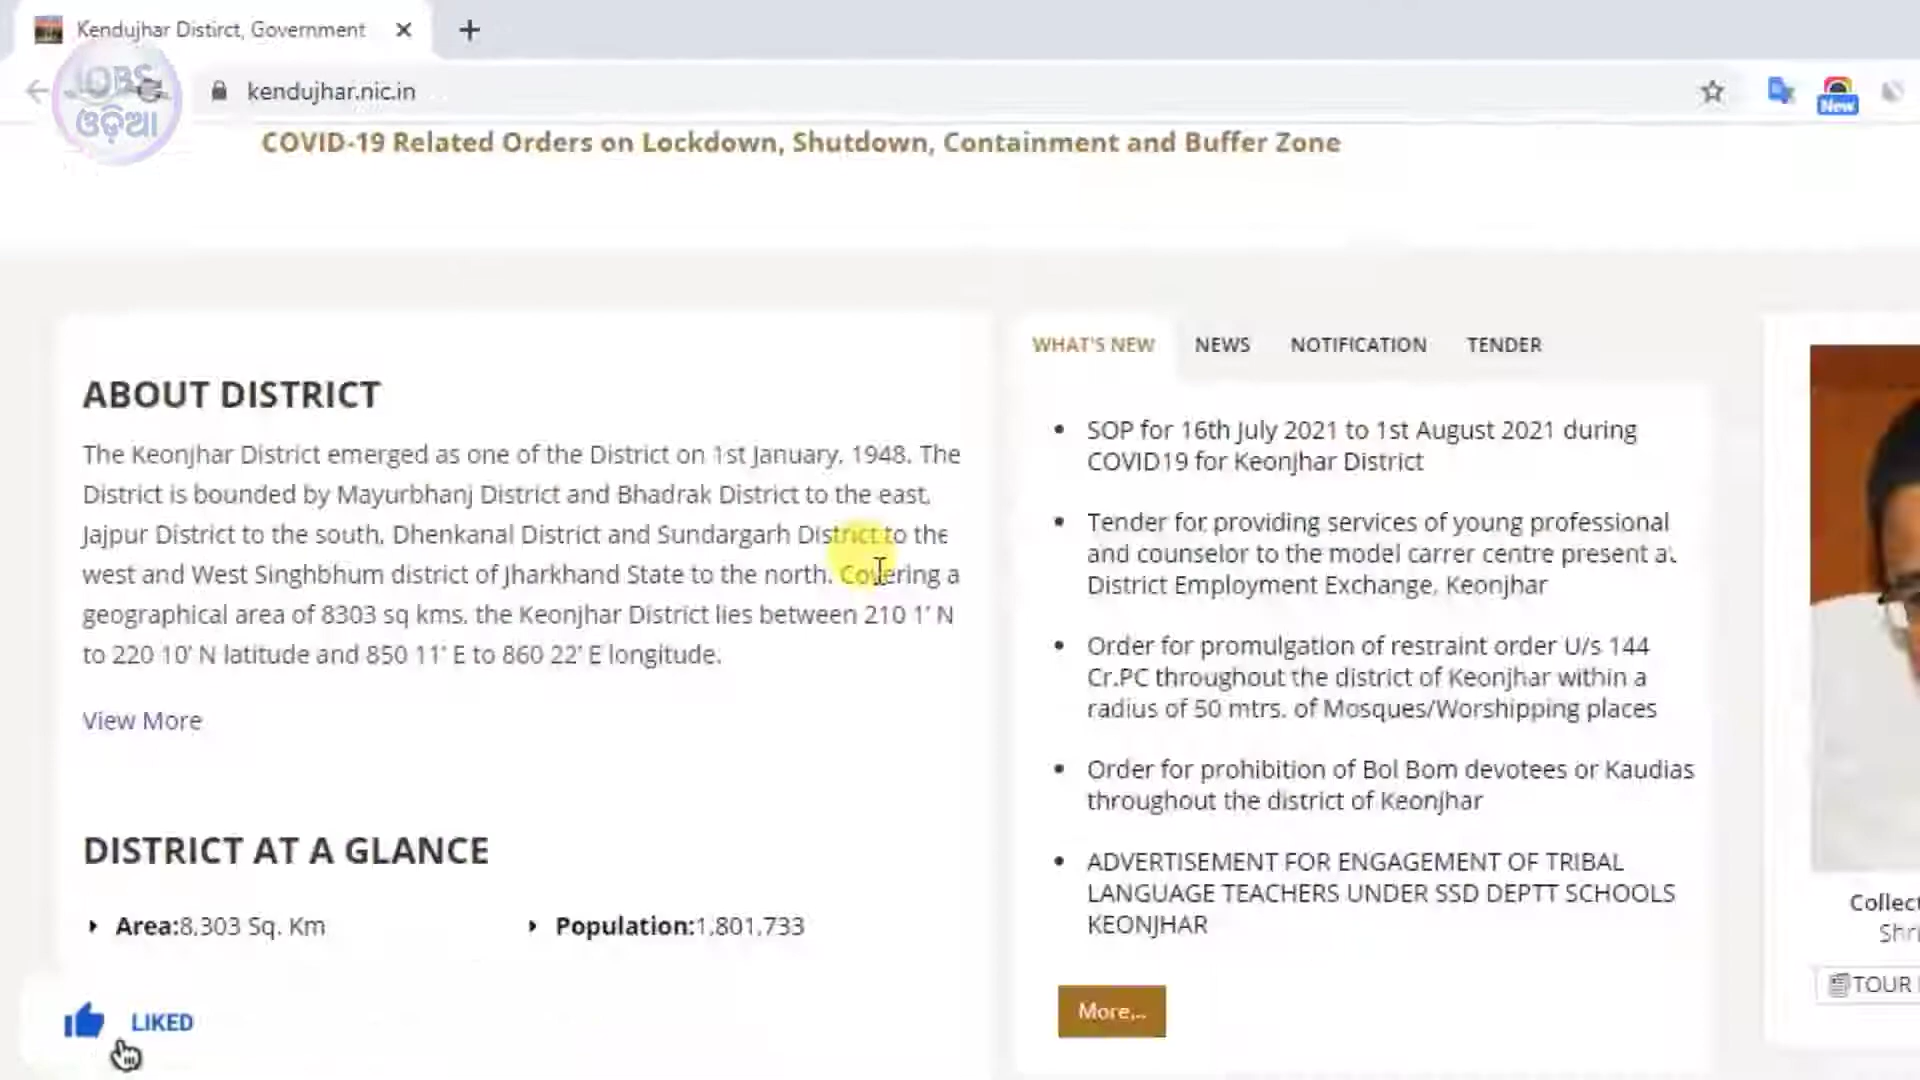 Kendujhar Distirct, Government
JOBS
ଓଡ଼ିଆ
kendujhar.nic.in
New
COVID-19 Related Orders on Lockdown, Shutdown, Containment and Buffer Zone
ABOUT DISTRICT
The Keonjhar District emerged as one of the District on 1st January, 1948. The
District is bounded by Mayurbhanj District and Bhadrak District to the east,
Jajpur District to the south, Dhenkanal District and Sundargarh District to the
west and West Singhbhum district of Jharkhand State to the north. Covering a
geographical area of 8303 sq kms, the Keonjhar District lies between 210 1' N
to 220 10' N latitude and 850 11' E to 860 22' E longitude.
View More
DISTRICT AT A GLANCE
Area:8,303 Sq. Km
Population:1,801,733
LIKED
WHAT'S NEW NEWS NOTIFICATION TENDER
SOP for 16th July 2021 to 1st August 2021 during
COVID19 for Keonjhar District
Tender for providing services of young professional
and counselor to the model carrer centre present at
District Employment Exchange, Keonjhar
Order for promulgation of restraint order U/s 144
Cr.PC throughout the district of Keonjhar within a
radius of 50 mtrs. of Mosques/Worshipping places
Order for prohibition of Bol Bom devotees or Kaudias
throughout the district of Keonjhar
ADVERTISEMENT FOR ENGAGEMENT OF TRIBAL
LANGUAGE TEACHERS UNDER SSD DEPTT SCHOOLS
KEONJHAR
More...
Collect
Shri
TOUR